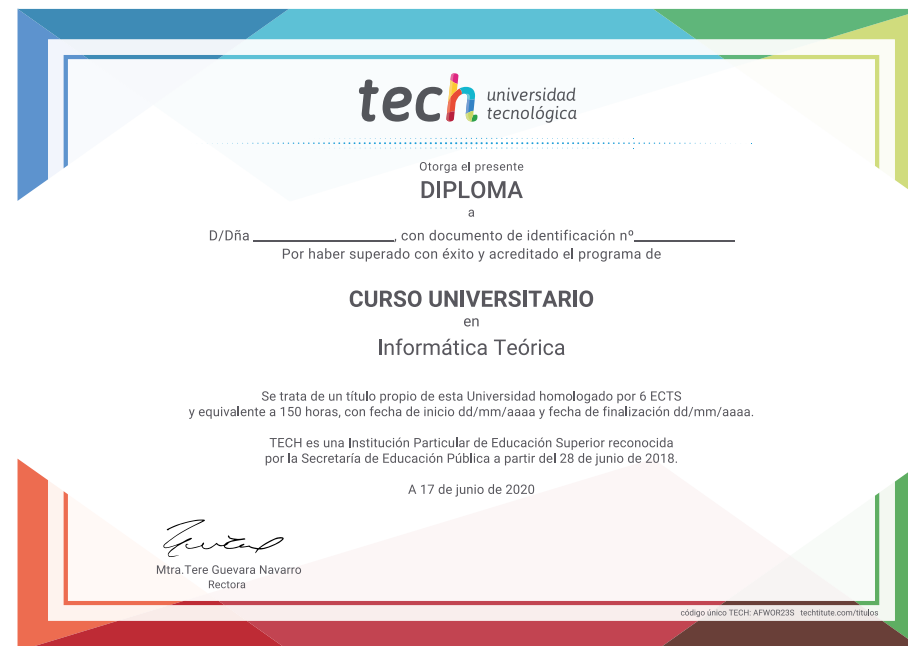 tech universidad
tecnológica
Otorga el presente
DIPLOMA
a
D/Dña ______________, con documento de identificación nº__________
Por haber superado con éxito y acreditado el programa de
CURSO UNIVERSITARIO
en
Informática Teórica
Se trata de un título propio de esta Universidad homologado por 6 ECTS
y equivalente a 150 horas, con fecha de inicio dd/mm/aaaa y fecha de finalización dd/mm/aaaa.
TECH es una Institución Particular de Educación Superior reconocida
por la Secretaría de Educación Pública a partir del 28 de junio de 2018.
A 17 de junio de 2020
Mtra.Tere Guevara Navarro
Rectora
código único TECH: AFWOR23S techtitute.com/titulos